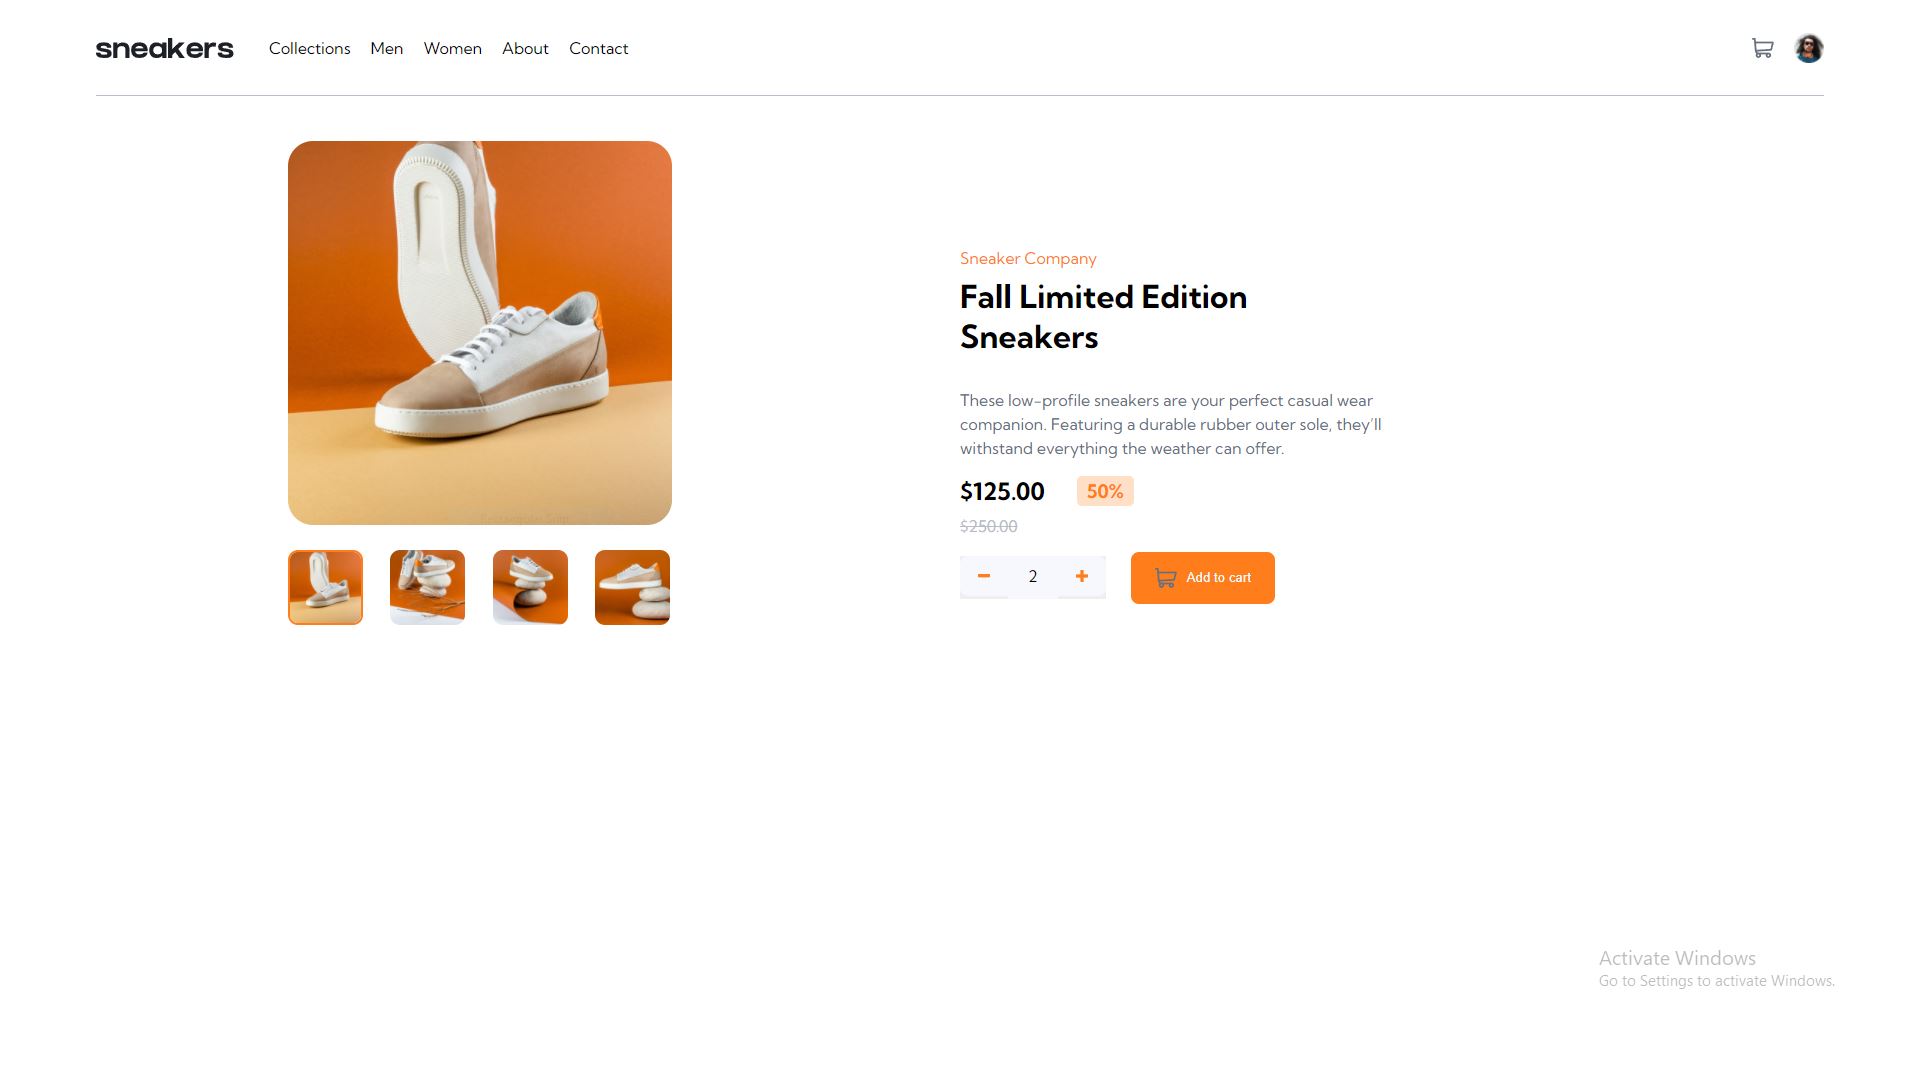 sneakers
Collections Men Women About Contact
Sneaker Company
Fall Limited Edition
Sneakers
These low-profile sneakers are your perfect casual wear
companion. Featuring a durable rubber outer sole, they’ll
withstand everything the weather can offer.
$125.00 50%
$250.00
2
Add to cart
Activate Windows
Go to Settings to activate Windows.